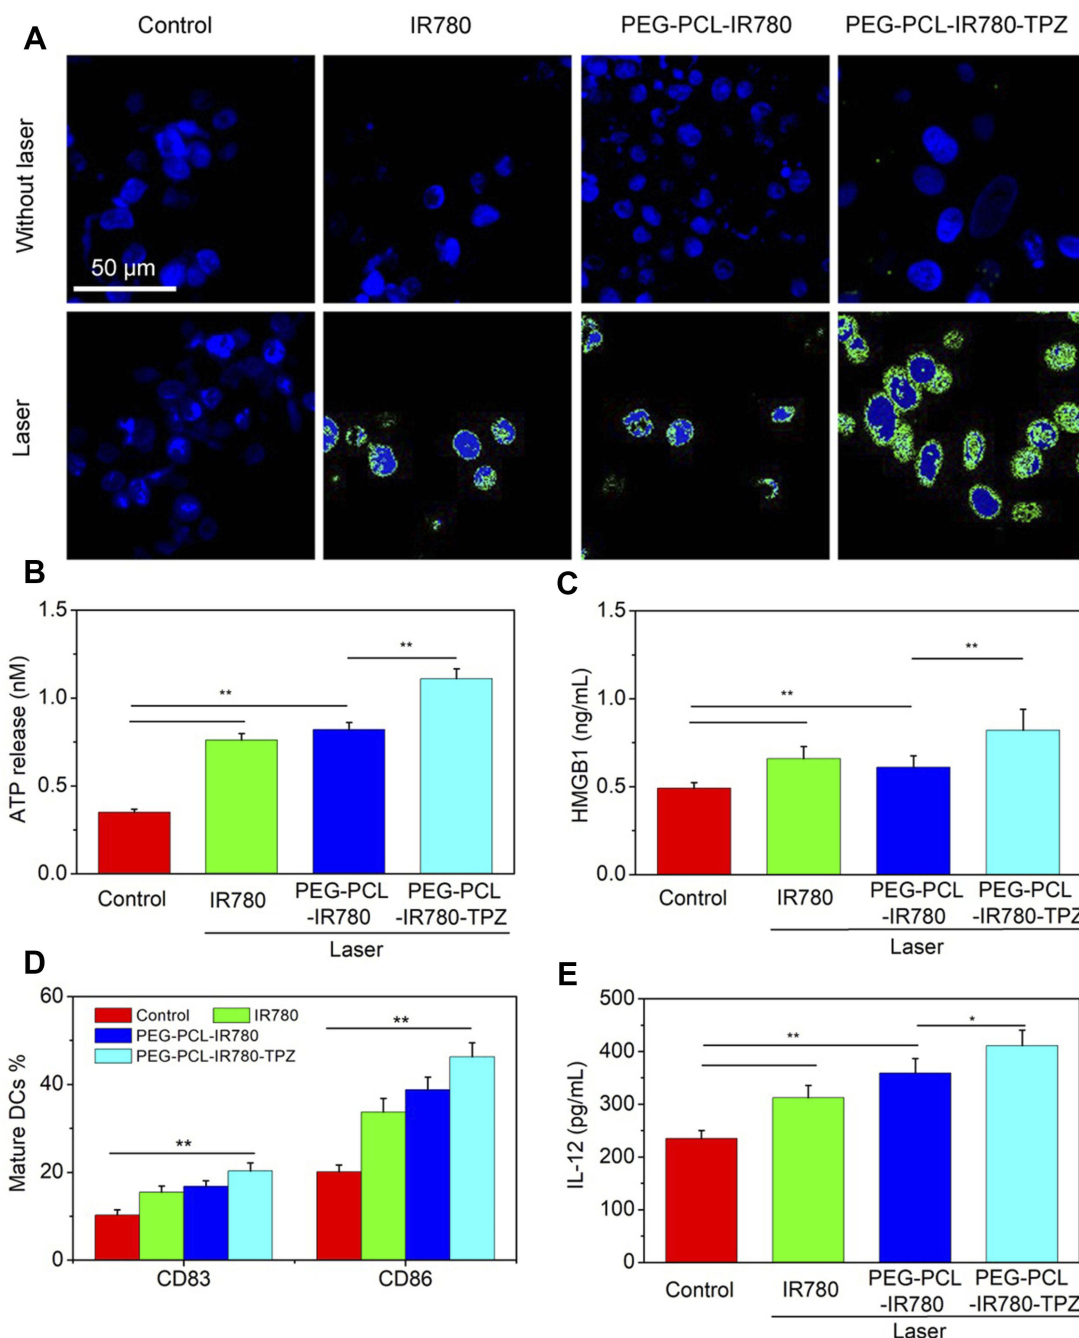 A
Control
IR780
PEG-PCL-IR780
PEG-PCL-IR780-TPZ
Without laser
50 μm
Laser
B
ATP release (nM)
1.5
1.0
0.5
0.0
**
**
Control
IR780
PEG-PCL
-IR780
PEG-PCL
-IR780-TPZ
Laser
C
HMGB1 (ng/mL)
1.5
1.0
0.5
0.0
**
**
Control
IR780
PEG-PCL
-IR780
PEG-PCL
-IR780-TPZ
Laser
D
Mature DCs %
60
40
20
0
Control
IR780
PEG-PCL-IR780
PEG-PCL-IR780-TPZ
**
**
CD83
CD86
E
IL-12 (pg/mL)
500
400
300
200
100
0
**
*
Control
IR780
PEG-PCL
-IR780
PEG-PCL
-IR780-TPZ
Laser